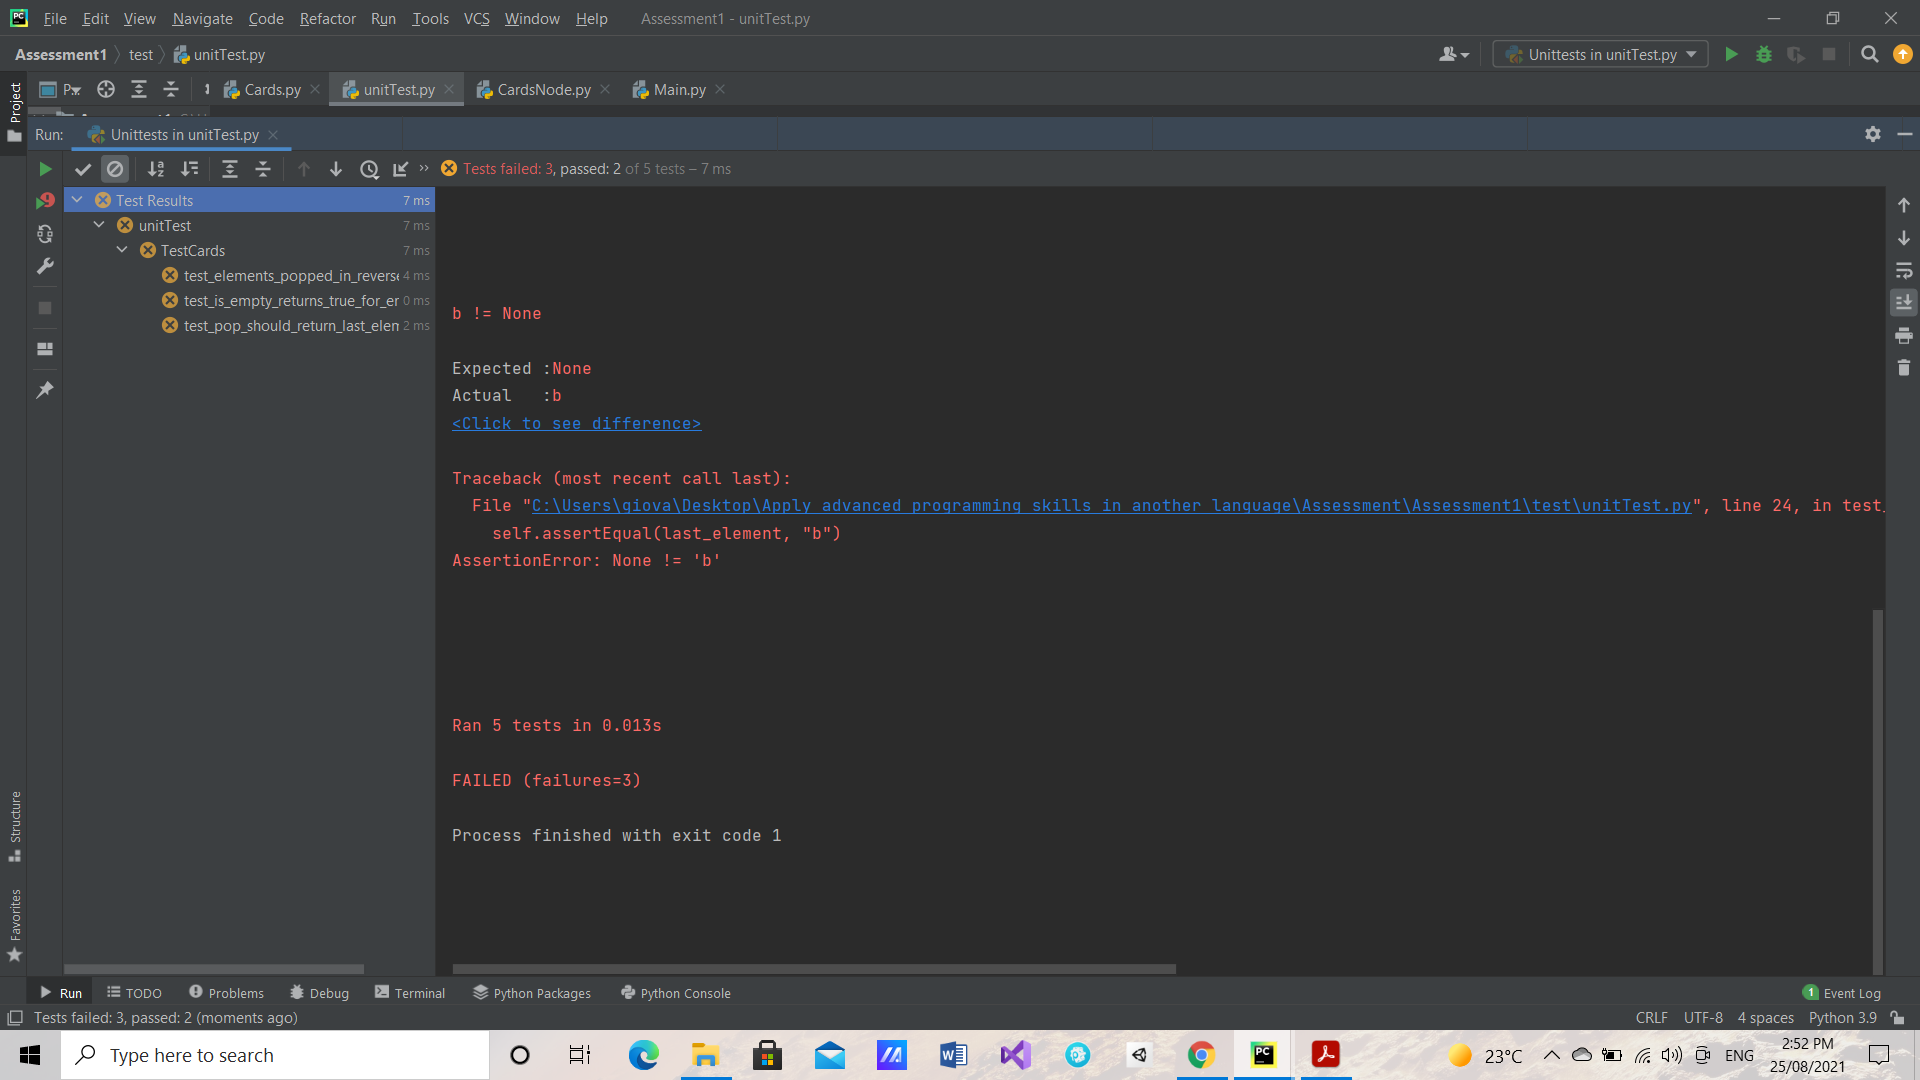 File Edit View Navigate Code Refactor Run Tools VCS Window Help Assessment1 - unitTest.py
Assessment1 test unitTest.py Unittests in unitTest.py
Project
P... Cards.py unitTest.py CardsNode.py Main.py
Run: Unittests in unitTest.py
Tests failed: 3, passed: 2 of 5 tests – 7 ms
Test Results 7 ms
unitTest 7 ms
TestCards 7 ms
test_elements_popped_in_reverse 4 ms
test_is_empty_returns_true_for_er 0 ms
test_pop_should_return_last_elem 2 ms
b != None
Expected :None
Actual   :b
<Click to see difference>
Traceback (most recent call last):
  File "C:\Users\giova\Desktop\Apply advanced programming skills in another language\Assessment\Assessment1\test\unitTest.py", line 24, in test_
    self.assertEqual(last_element, "b")
AssertionError: None != 'b'
Ran 5 tests in 0.013s
FAILED (failures=3)
Process finished with exit code 1
Structure
Favorites
Run TODO Problems Debug Terminal Python Packages Python Console 1 Event Log
Tests failed: 3, passed: 2 (moments ago) CRLF UTF-8 4 spaces Python 3.9
Type here to search 23°C ENG 2:52 PM
25/08/2021